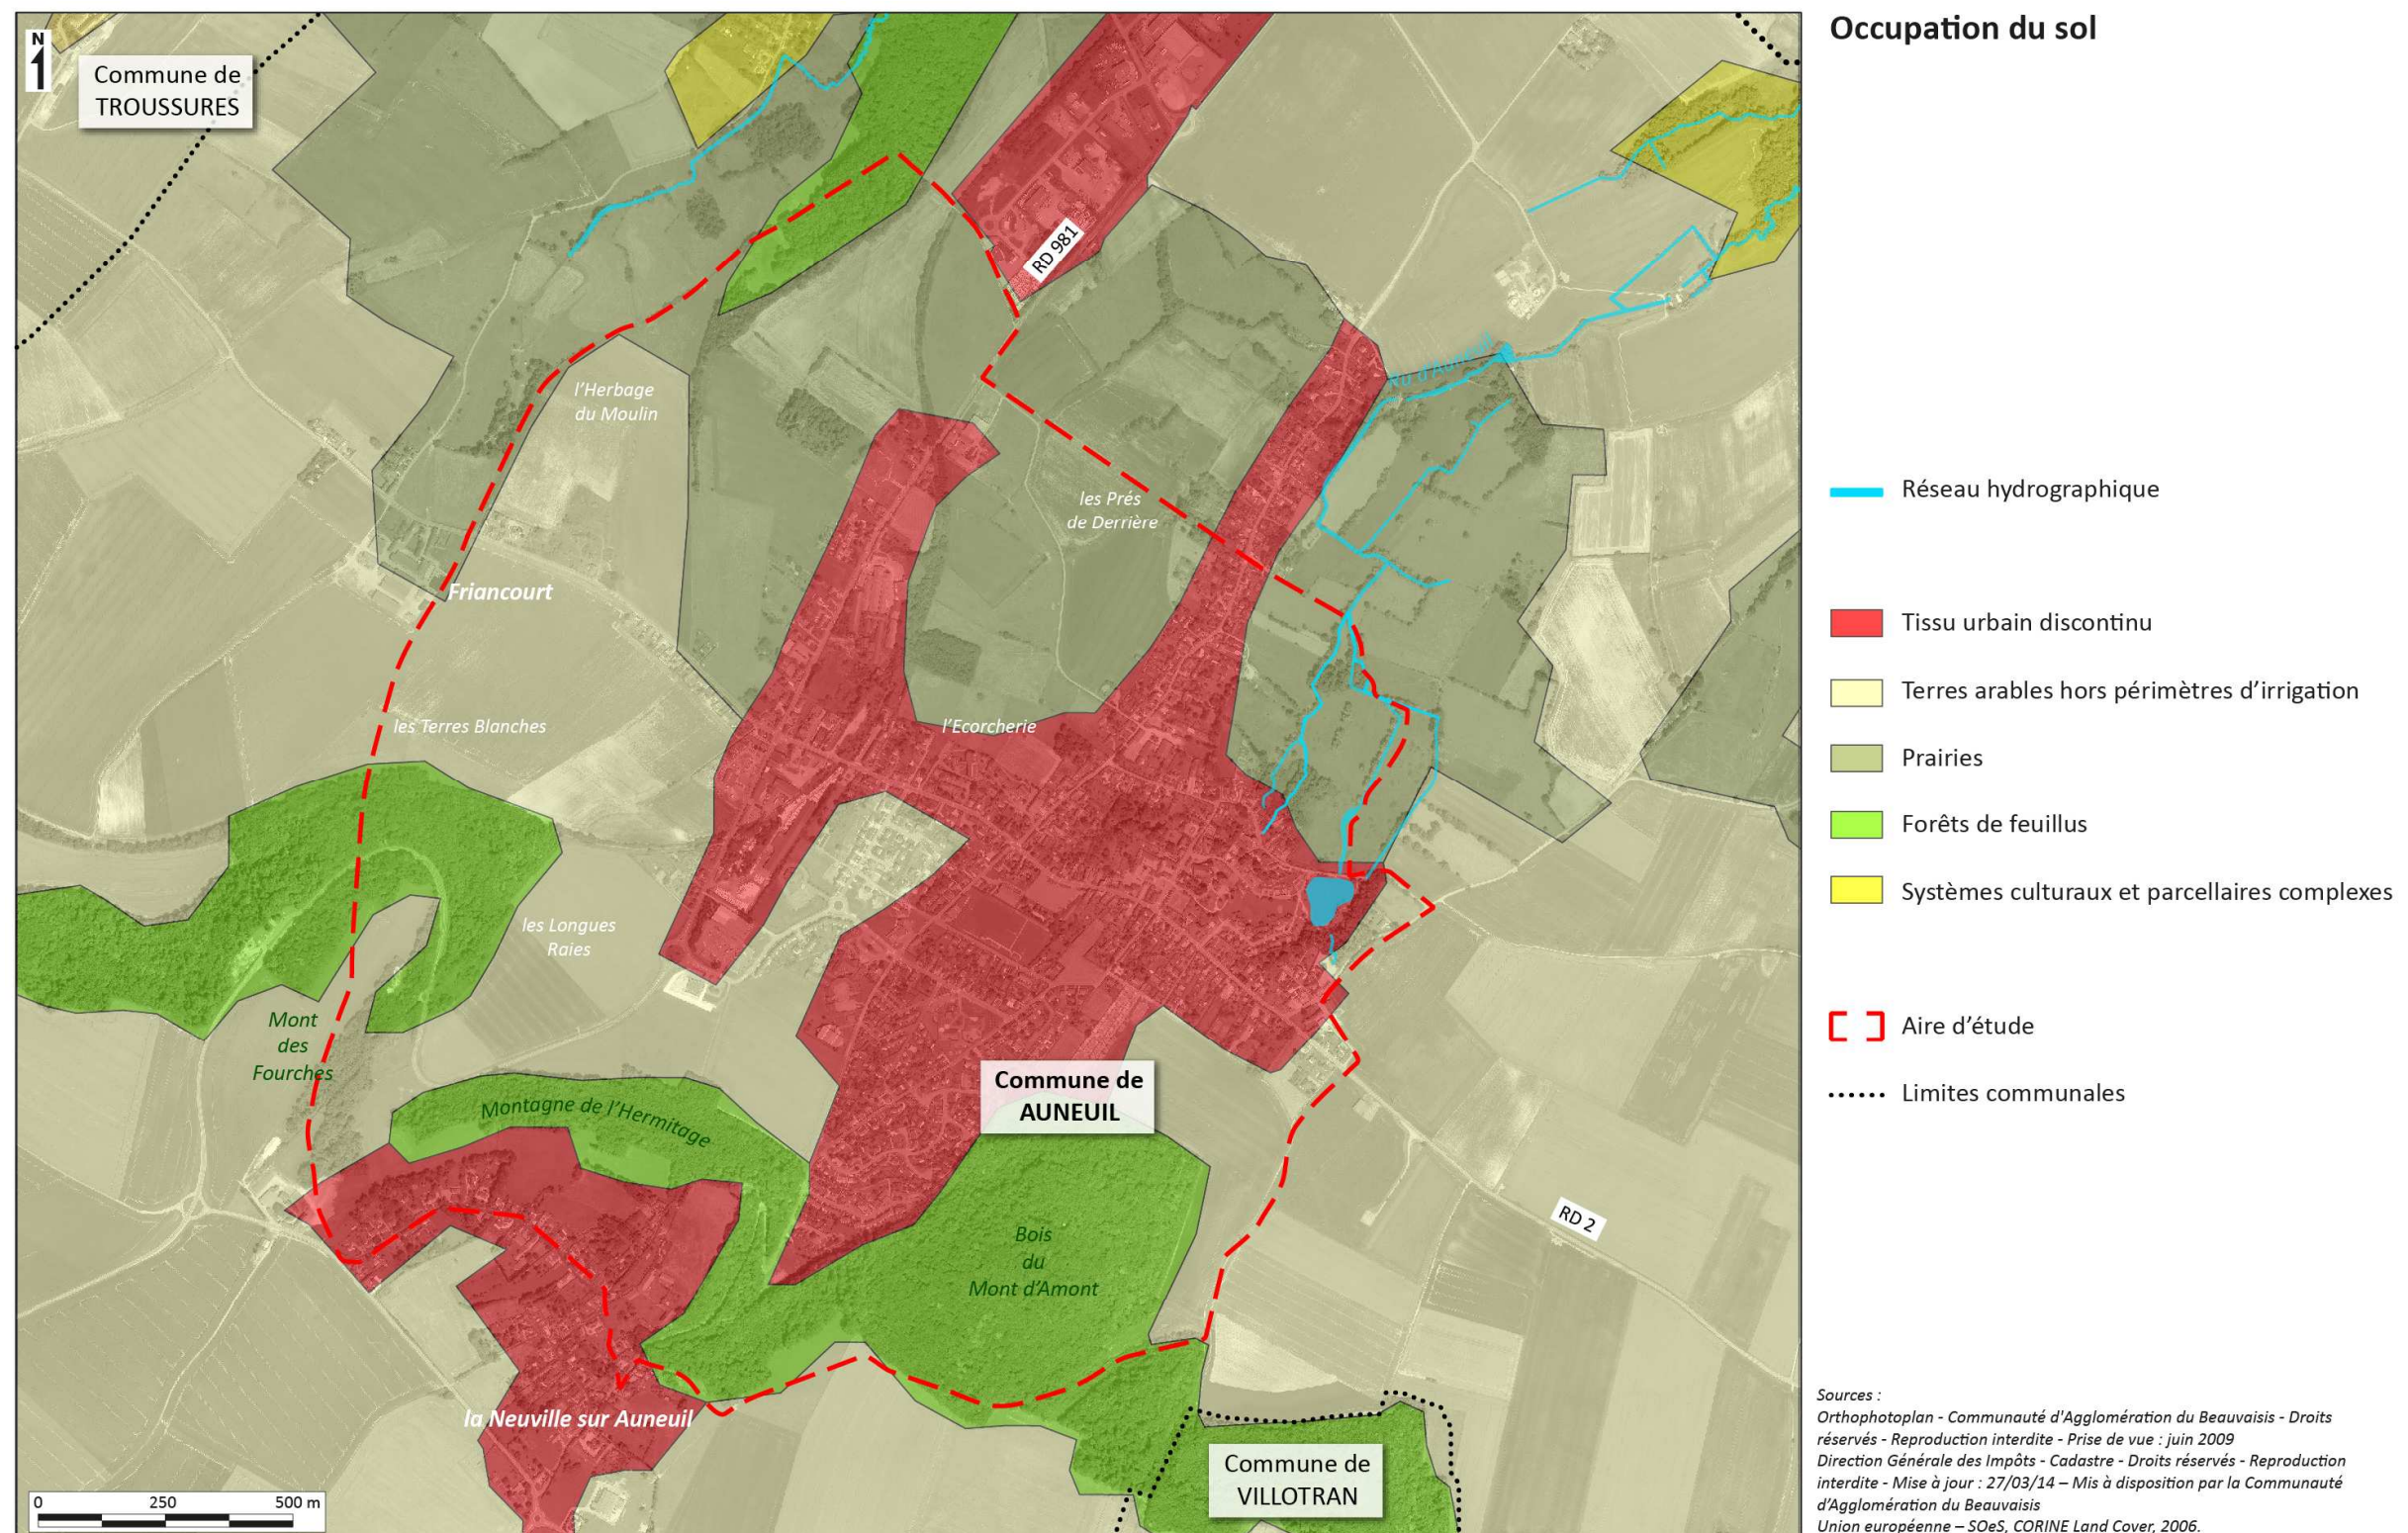 Occupation du sol
N
Commune de
TROUSSURES
RD 981
l'Herbage
du Moulin
Ru d'Auneuil
les Prés
de Derrière
Friancourt
les Terres Blanches
l'Ecorcherie
les Longues
Raies
Mont
des
Fourches
Montagne de l'Hermitage
Commune de
AUNEUIL
Bois
du
Mont d'Amont
RD 2
la Neuville sur Auneuil
Commune de
VILLOTRAN
0 250 500 m
Réseau hydrographique
Tissu urbain discontinu
Terres arables hors périmètres d'irrigation
Prairies
Forêts de feuillus
Systèmes culturaux et parcellaires complexes
Aire d'étude
Limites communales
Sources :
Orthophotoplan - Communauté d'Agglomération du Beauvaisis - Droits
réservés - Reproduction interdite - Prise de vue : juin 2009
Direction Générale des Impôts - Cadastre - Droits réservés - Reproduction
interdite - Mise à jour : 27/03/14 – Mis à disposition par la Communauté
d'Agglomération du Beauvaisis
Union européenne – SOeS, CORINE Land Cover, 2006.